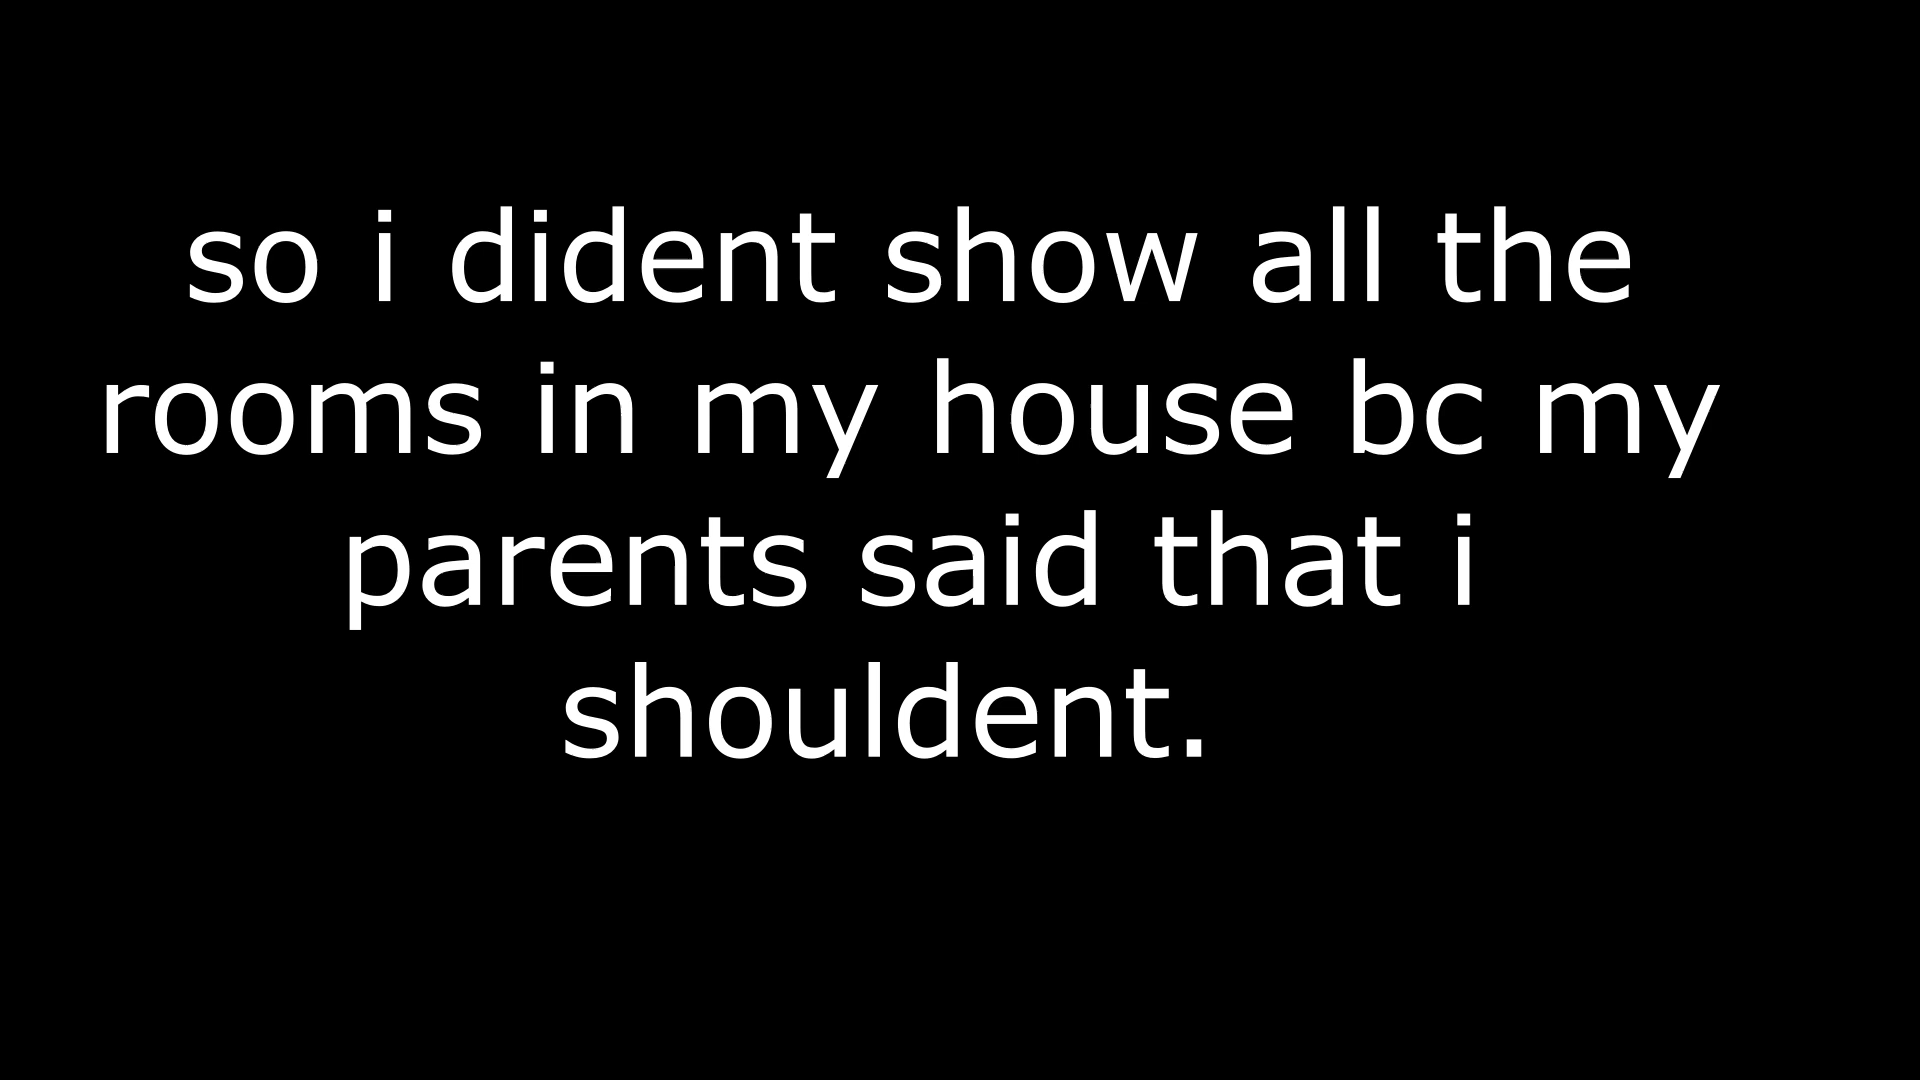 so i dident show all the
rooms in my house bc my
parents said that i
shouldent.